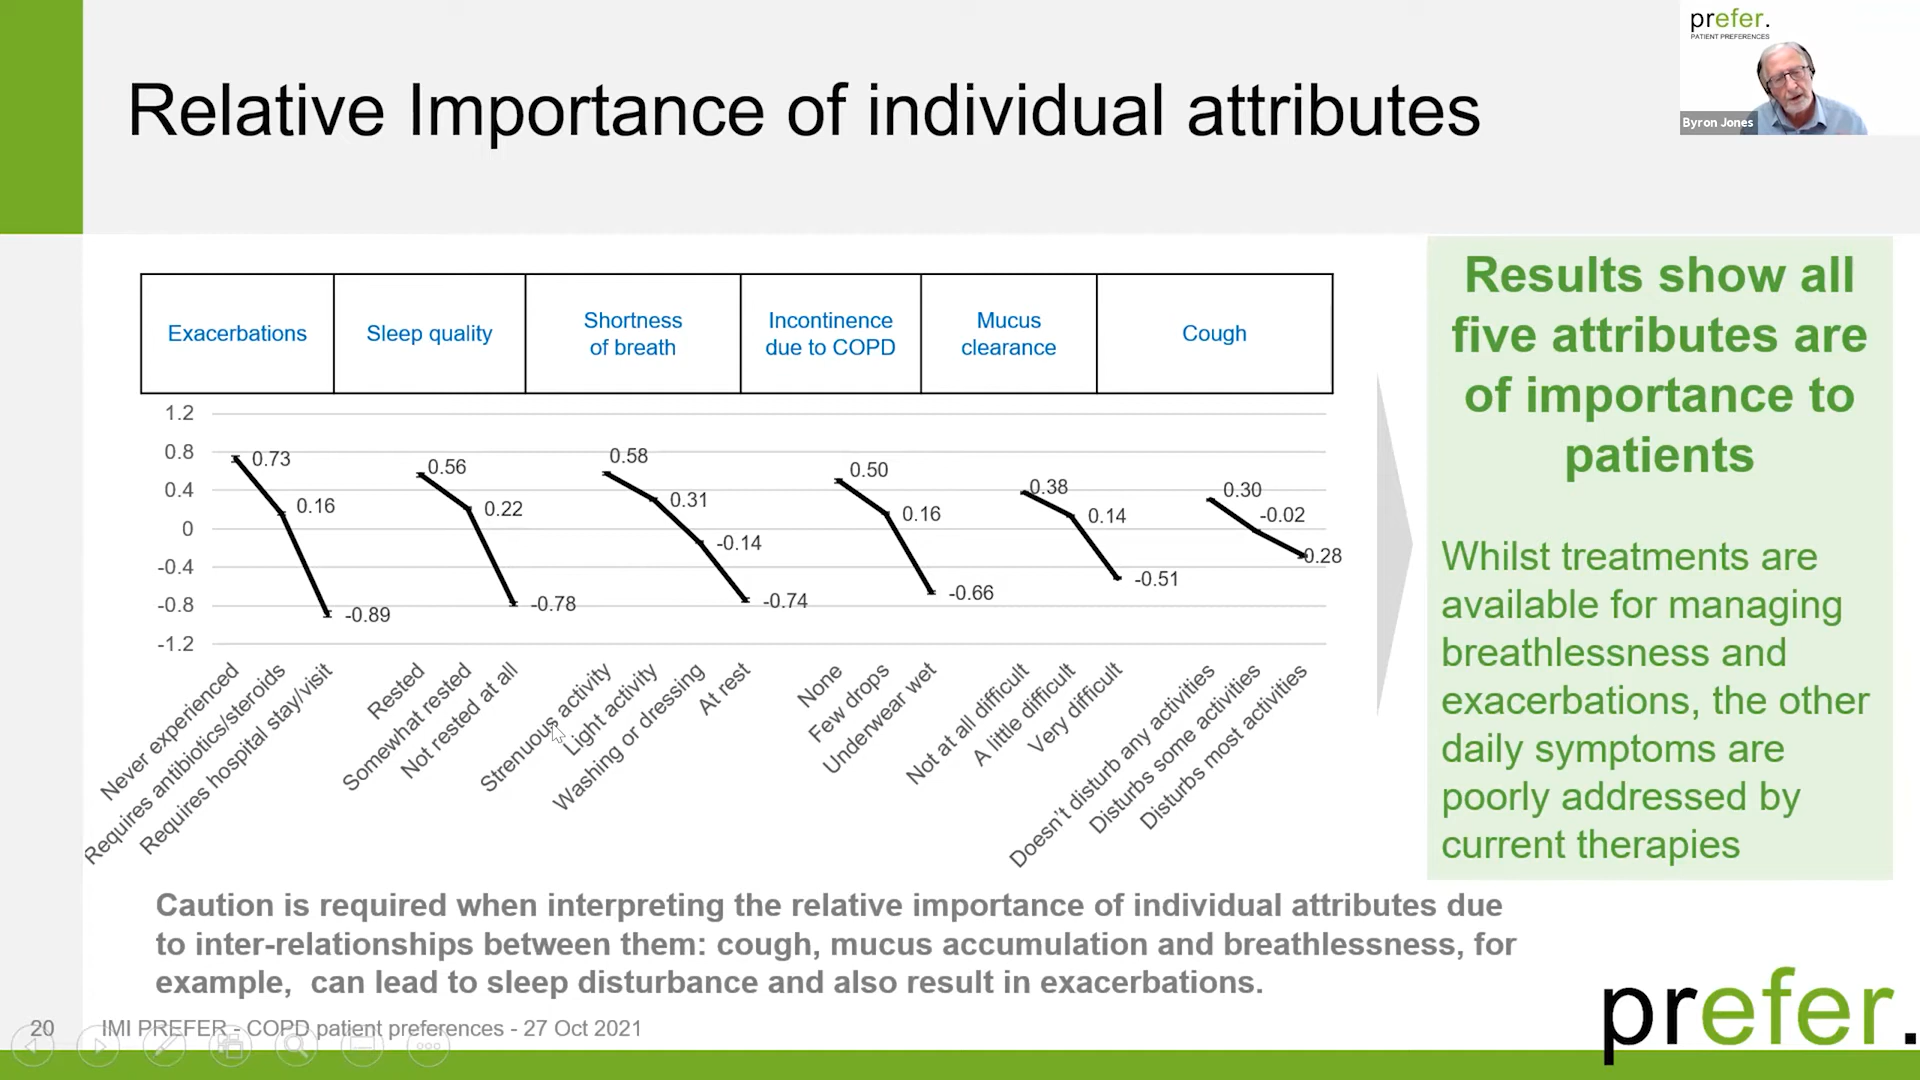 prefer.
PATIENT PREFERENCES
Byron Jones
Relative Importance of individual attributes
Exacerbations
Sleep quality
Shortness
of breath
Incontinence
due to COPD
Mucus
clearance
Cough
1.2
0.8
0.4
0
-0.4
-0.8
-1.2
0.73
0.16
-0.89
0.56
0.22
-0.78
0.58
0.31
-0.14
-0.74
0.50
0.16
-0.66
0.38
0.14
-0.51
0.30
-0.02
-0.28
Never experienced
Requires antibiotics/steroids
Requires hospital stay/visit
Rested
Somewhat rested
Not rested at all
Strenuous activity
Light activity
Washing or dressing
At rest
None
Few drops
Underwear wet
Not at all difficult
A little difficult
Very difficult
Doesn't disturb any activities
Disturbs some activities
Disturbs most activities
Results show all
five attributes are
of importance to
patients
Whilst treatments are
available for managing
breathlessness and
exacerbations, the other
daily symptoms are
poorly addressed by
current therapies
Caution is required when interpreting the relative importance of individual attributes due
to inter-relationships between them: cough, mucus accumulation and breathlessness, for
example, can lead to sleep disturbance and also result in exacerbations.
20
IMI PREFER - COPD patient preferences - 27 Oct 2021
prefer.